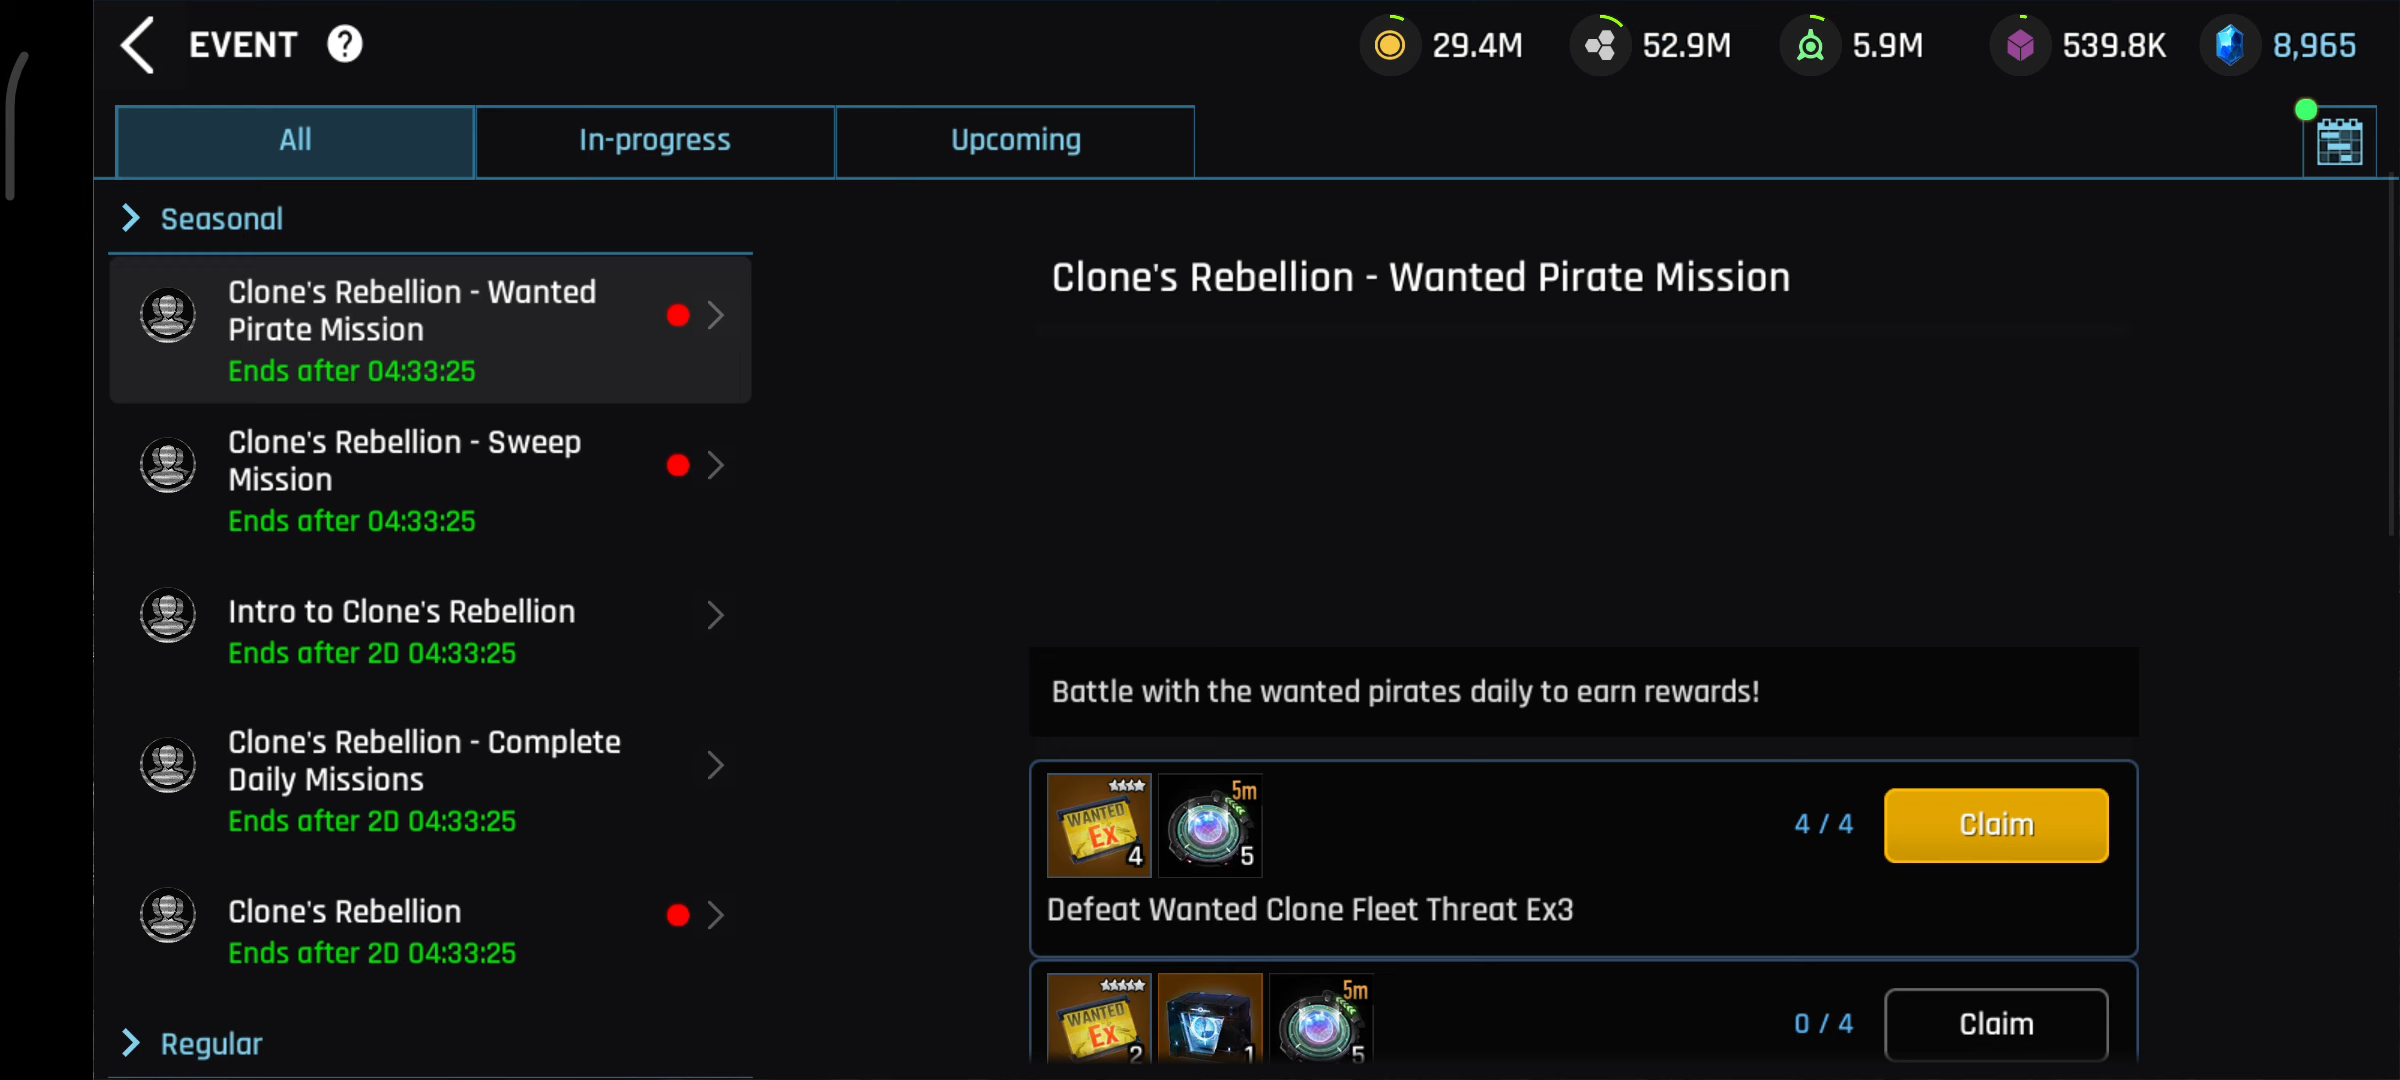 EVENT ?
29.4M 52.9M 5.9M 539.8K 8,965
All In-progress Upcoming
Seasonal
Clone's Rebellion - Wanted
Pirate Mission
Ends after 04:33:25
Clone's Rebellion - Sweep
Mission
Ends after 04:33:25
Intro to Clone's Rebellion
Ends after 2D 04:33:25
Clone's Rebellion - Complete
Daily Missions
Ends after 2D 04:33:25
Clone's Rebellion
Ends after 2D 04:33:25
Regular
Clone's Rebellion - Wanted Pirate Mission
Battle with the wanted pirates daily to earn rewards!
WANTED
Ex
4
5m
5
4 / 4
Claim
Defeat Wanted Clone Fleet Threat Ex3
WANTED
Ex
2
1
5m
5
0 / 4
Claim